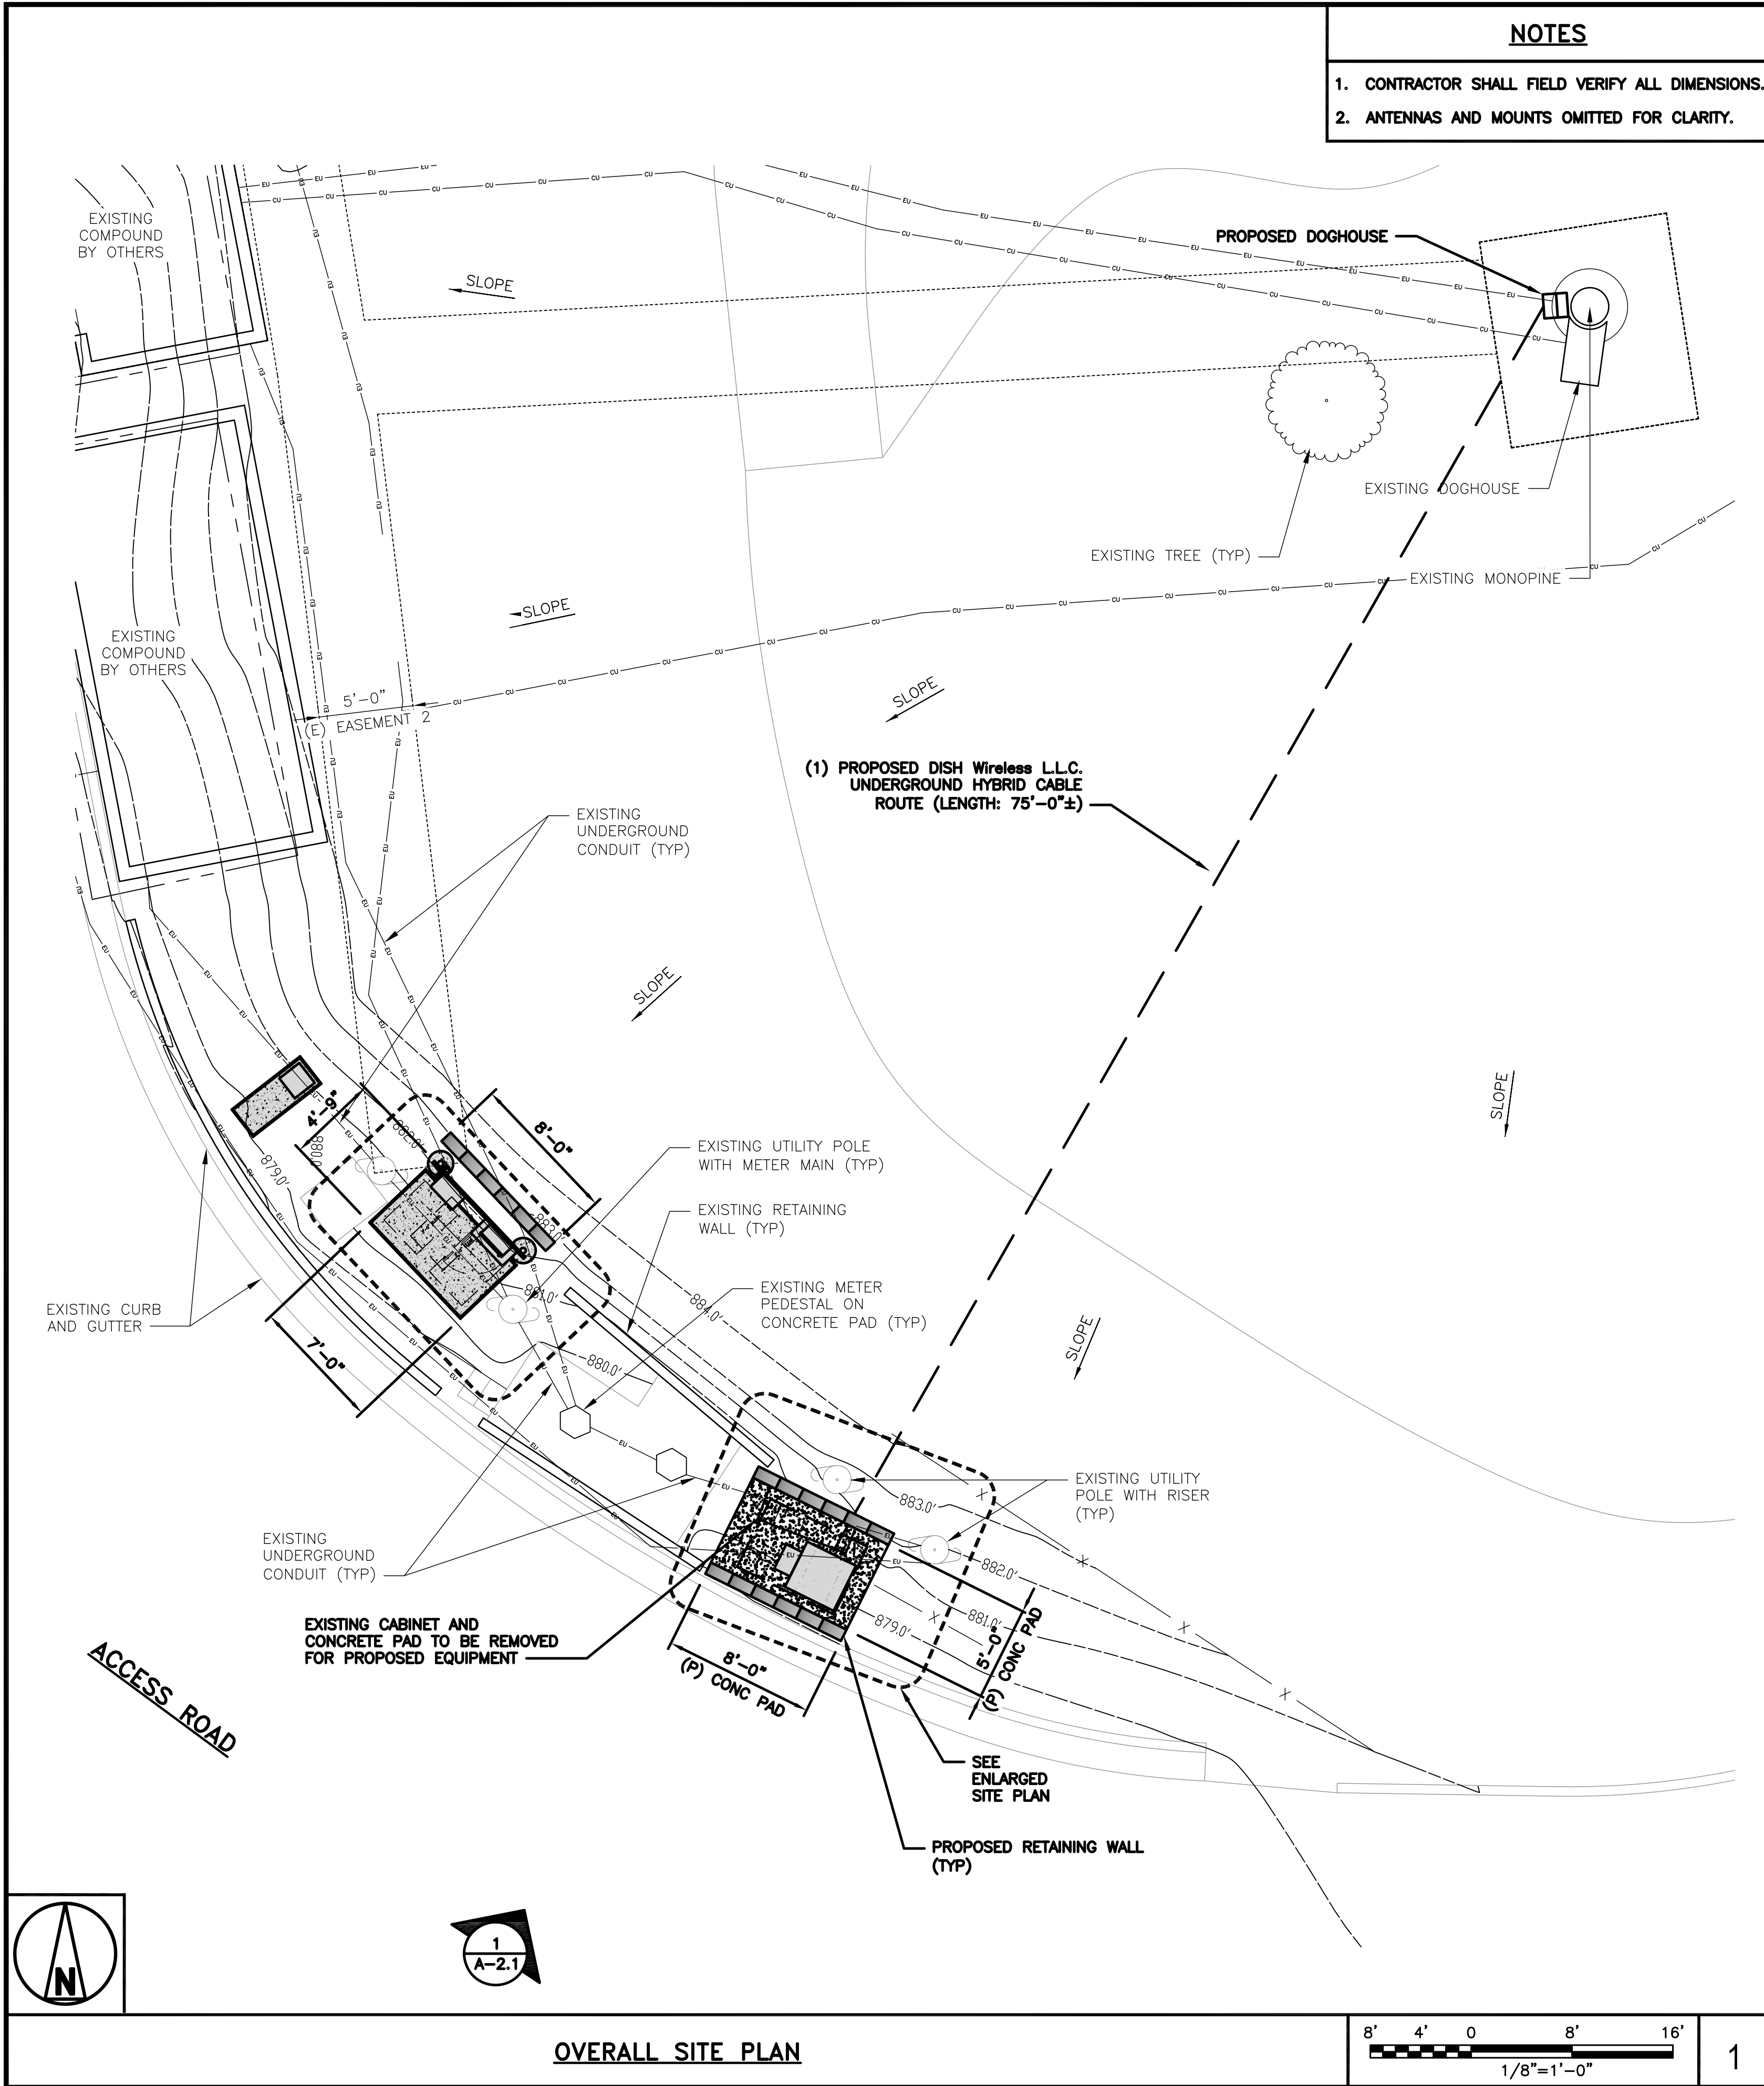 NOTES
1. CONTRACTOR SHALL FIELD VERIFY ALL DIMENSIONS.
2. ANTENNAS AND MOUNTS OMITTED FOR CLARITY.
EXISTING
COMPOUND
BY OTHERS
SLOPE
PROPOSED DOGHOUSE
EXISTING DOGHOUSE
EXISTING TREE (TYP)
EXISTING MONOPINE
SLOPE
EXISTING
COMPOUND
BY OTHERS
5'-0"
(E) EASEMENT 2
SLOPE
(1) PROPOSED DISH Wireless L.L.C.
UNDERGROUND HYBRID CABLE
ROUTE (LENGTH: 75'-0"±)
EXISTING
UNDERGROUND
CONDUIT (TYP)
SLOPE
SLOPE
4'-9"
8'-0"
882.0'
880.0'
879.0'
883.0'
881.0'
EXISTING UTILITY POLE
WITH METER MAIN (TYP)
EXISTING RETAINING
WALL (TYP)
EXISTING METER
PEDESTAL ON
CONCRETE PAD (TYP)
884.0'
SLOPE
EXISTING CURB
AND GUTTER
7'-0"
880.0'
EXISTING UTILITY
POLE WITH RISER
(TYP)
883.0'
882.0'
881.0'
879.0'
EXISTING
UNDERGROUND
CONDUIT (TYP)
EXISTING CABINET AND
CONCRETE PAD TO BE REMOVED
FOR PROPOSED EQUIPMENT
8'-0"
(P) CONC PAD
5'-0"
(P) CONC PAD
ACCESS ROAD
SEE
ENLARGED
SITE PLAN
PROPOSED RETAINING WALL
(TYP)
N
1
A-2.1
OVERALL SITE PLAN
8' 4' 0 8' 16'
1/8"=1'-0"
1
EU
CU
X